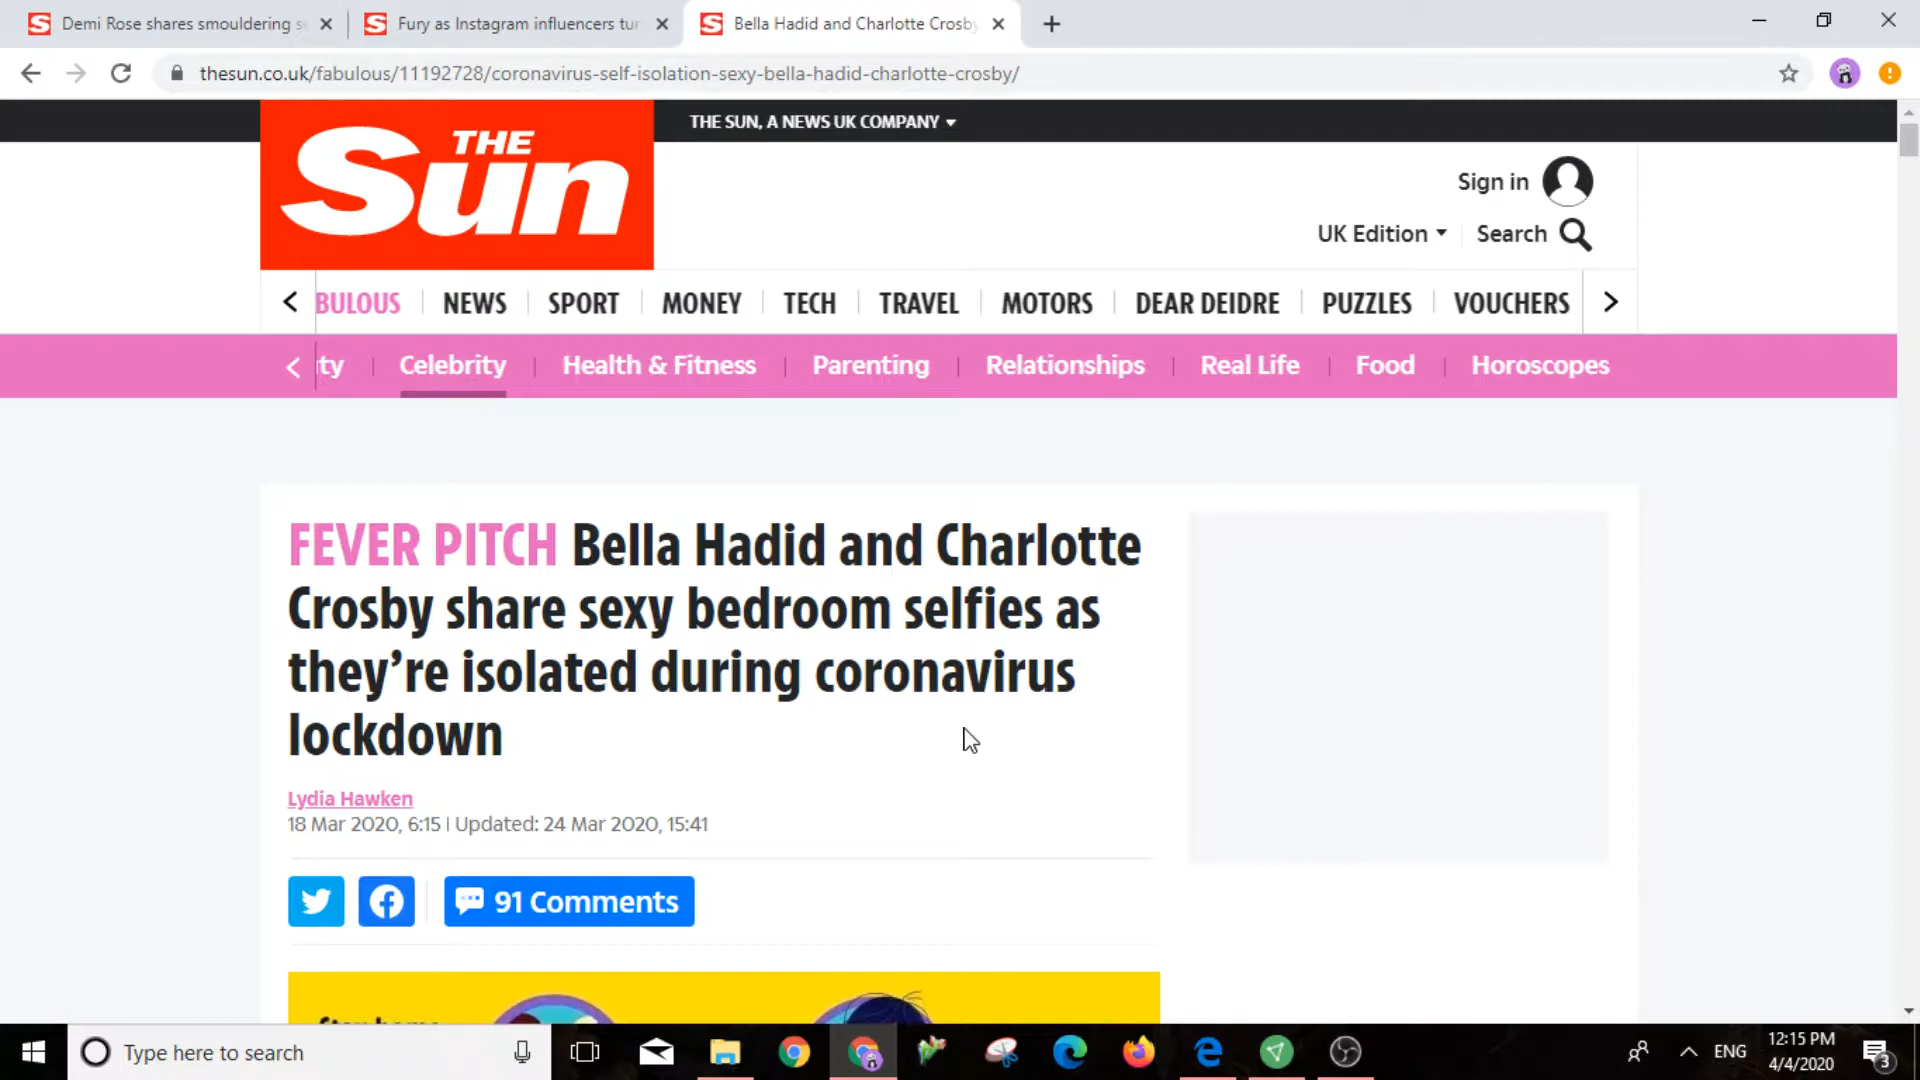 Demi Rose shares smouldering s
Fury as Instagram influencers tur
Bella Hadid and Charlotte Crosby
thesun.co.uk/fabulous/11192728/coronavirus-self-isolation-sexy-bella-hadid-charlotte-crosby/
THE SUN, A NEWS UK COMPANY
THE
Sun
Sign in
UK Edition
Search
BULOUS
NEWS
SPORT
MONEY
TECH
TRAVEL
MOTORS
DEAR DEIDRE
PUZZLES
VOUCHERS
ty
Celebrity
Health & Fitness
Parenting
Relationships
Real Life
Food
Horoscopes
FEVER PITCH Bella Hadid and Charlotte
Crosby share sexy bedroom selfies as
they're isolated during coronavirus
lockdown
Lydia Hawken
18 Mar 2020, 6:15 | Updated: 24 Mar 2020, 15:41
91 Comments
Type here to search
ENG
12:15 PM
4/4/2020
3